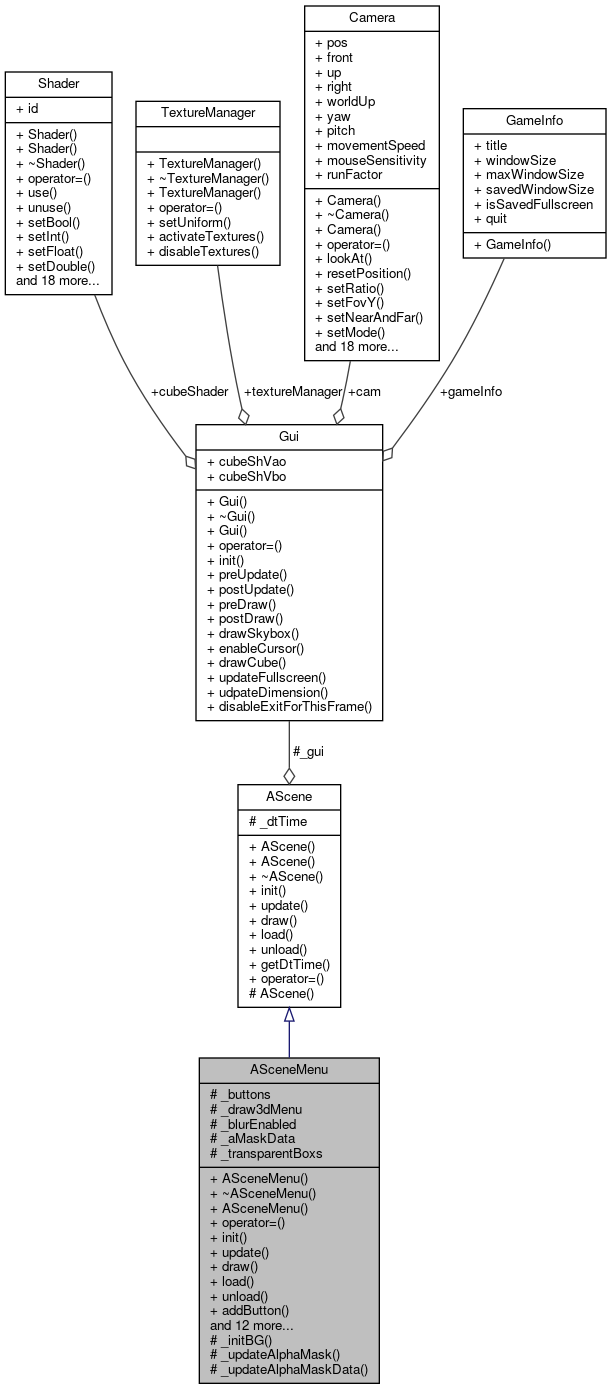 Camera
+ pos
+ front
+ up
+ right
+ worldUp
+ yaw
+ pitch
+ movementSpeed
+ mouseSensitivity
+ runFactor
+ Camera()
+ ~Camera()
+ Camera()
+ operator=()
+ lookAt()
+ resetPosition()
+ setRatio()
+ setFovY()
+ setNearAndFar()
+ setMode()
and 18 more...
Shader
+ id
+ Shader()
+ Shader()
+ ~Shader()
+ operator=()
+ use()
+ unuse()
+ setBool()
+ setInt()
+ setFloat()
+ setDouble()
and 18 more...
TextureManager
+ TextureManager()
+ ~TextureManager()
+ TextureManager()
+ operator=()
+ setUniform()
+ activateTextures()
+ disableTextures()
GameInfo
+ title
+ windowSize
+ maxWindowSize
+ savedWindowSize
+ isSavedFullscreen
+ quit
+ GameInfo()
+cubeShader
+textureManager
+cam
+gameInfo
Gui
+ cubeShVao
+ cubeShVbo
+ Gui()
+ ~Gui()
+ Gui()
+ operator=()
+ init()
+ preUpdate()
+ postUpdate()
+ preDraw()
+ postDraw()
+ drawSkybox()
+ enableCursor()
+ drawCube()
+ updateFullscreen()
+ udpateDimension()
+ disableExitForThisFrame()
#_gui
AScene
# _dtTime
+ AScene()
+ AScene()
+ ~AScene()
+ init()
+ update()
+ draw()
+ load()
+ unload()
+ getDtTime()
+ operator=()
# AScene()
ASceneMenu
# _buttons
# _draw3dMenu
# _blurEnabled
# _aMaskData
# _transparentBoxs
+ ASceneMenu()
+ ~ASceneMenu()
+ ASceneMenu()
+ operator=()
+ init()
+ update()
+ draw()
+ load()
+ unload()
+ addButton()
and 12 more...
# _initBG()
# _updateAlphaMask()
# _updateAlphaMaskData()